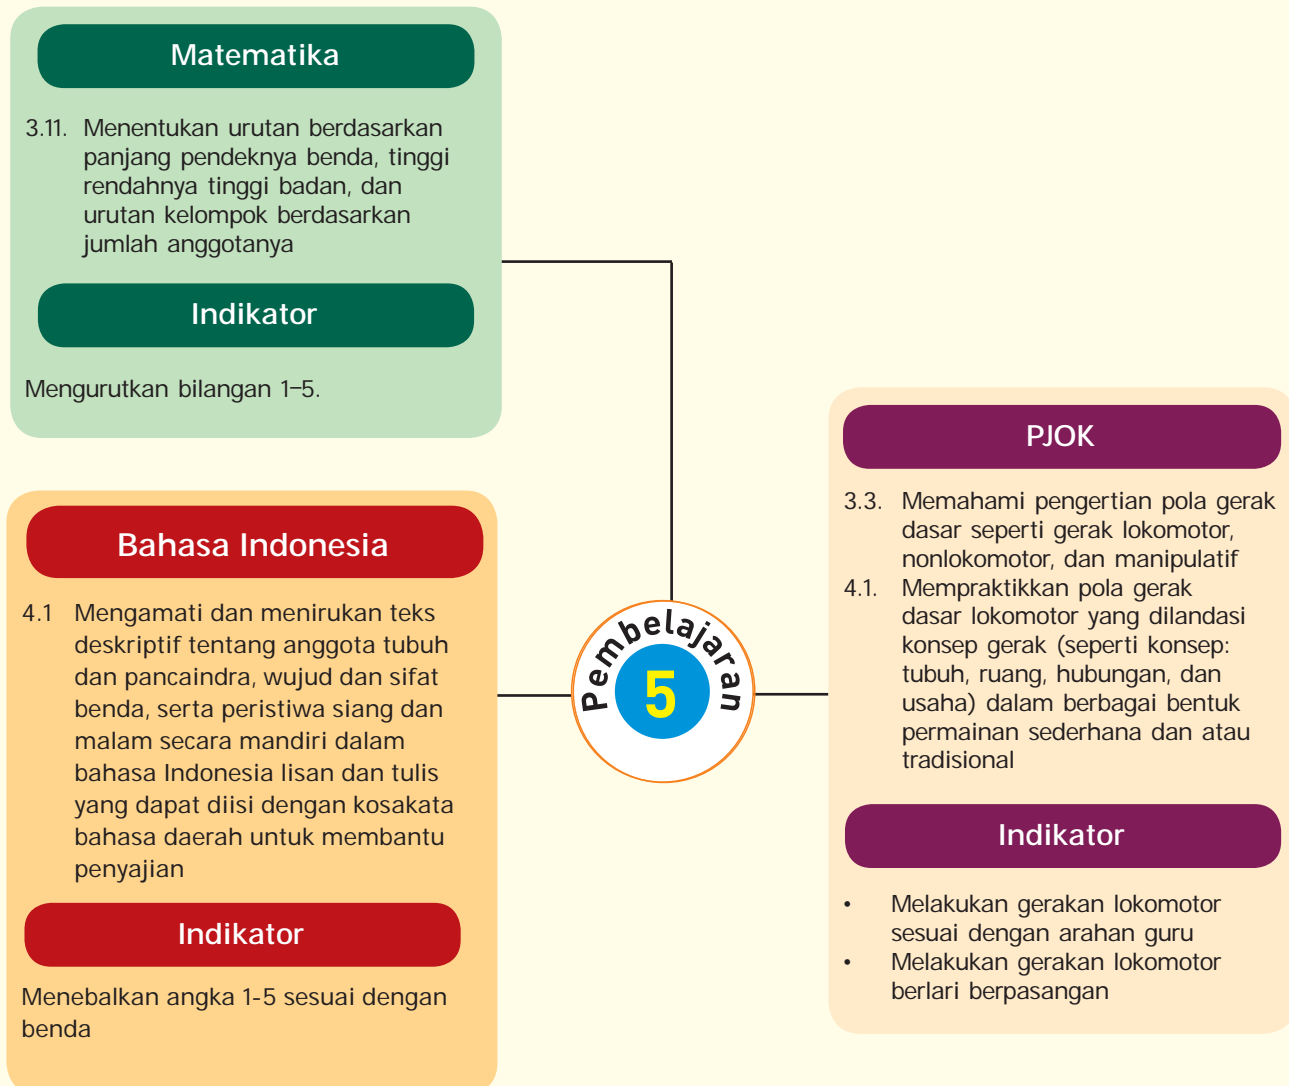 Matematika
3.11. Menentukan urutan berdasarkan
panjang pendeknya benda, tinggi
rendahnya tinggi badan, dan
urutan kelompok berdasarkan
jumlah anggotanya
Indikator
Mengurutkan bilangan 1–5.
Bahasa Indonesia
4.1 Mengamati dan menirukan teks
deskriptif tentang anggota tubuh
dan pancaindra, wujud dan sifat
benda, serta peristiwa siang dan
malam secara mandiri dalam
bahasa Indonesia lisan dan tulis
yang dapat diisi dengan kosakata
bahasa daerah untuk membantu
penyajian
Indikator
Menebalkan angka 1-5 sesuai dengan
benda
Pembelajaran
5
PJOK
3.3. Memahami pengertian pola gerak
dasar seperti gerak lokomotor,
nonlokomotor, dan manipulatif
4.1. Mempraktikkan pola gerak
dasar lokomotor yang dilandasi
konsep gerak (seperti konsep:
tubuh, ruang, hubungan, dan
usaha) dalam berbagai bentuk
permainan sederhana dan atau
tradisional
Indikator
• Melakukan gerakan lokomotor
sesuai dengan arahan guru
• Melakukan gerakan lokomotor
berlari berpasangan